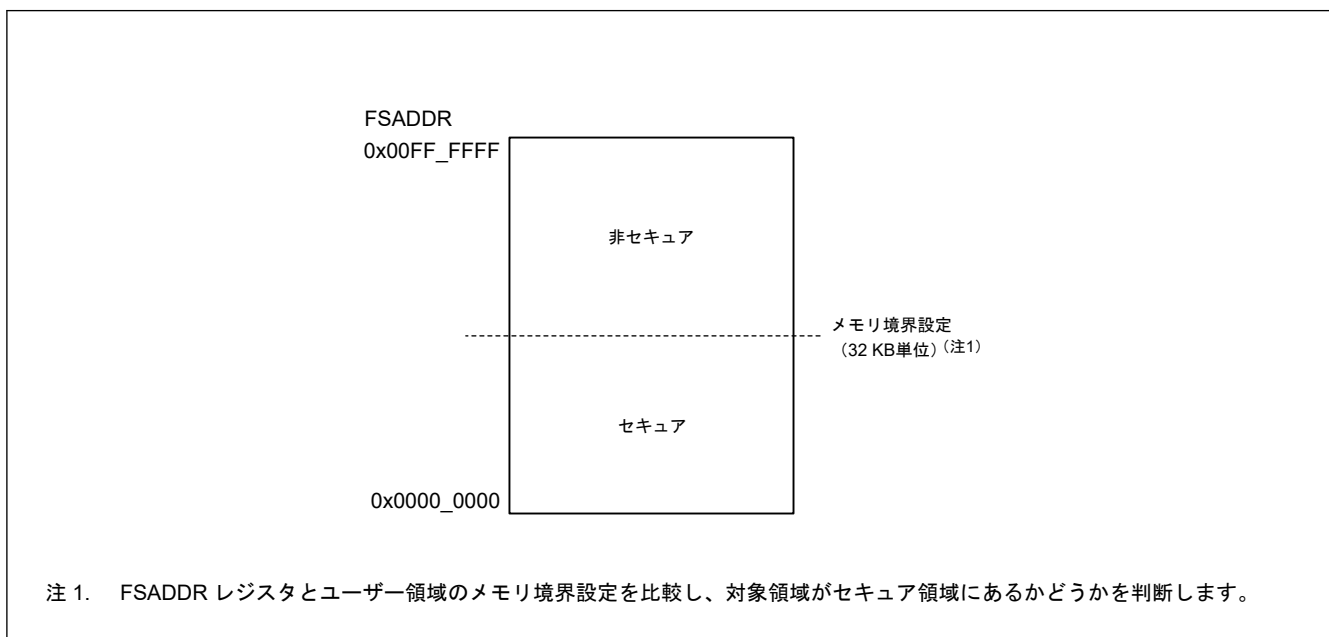 FSADDR
0x00FF_FFFF
非セキュア
メモリ境界設定
（32 KB単位）（注1）
セキュア
0x0000_0000
注 1. FSADDR レジスタとユーザー領域のメモリ境界設定を比較し、対象領域がセキュア領域にあるかどうかを判断します。